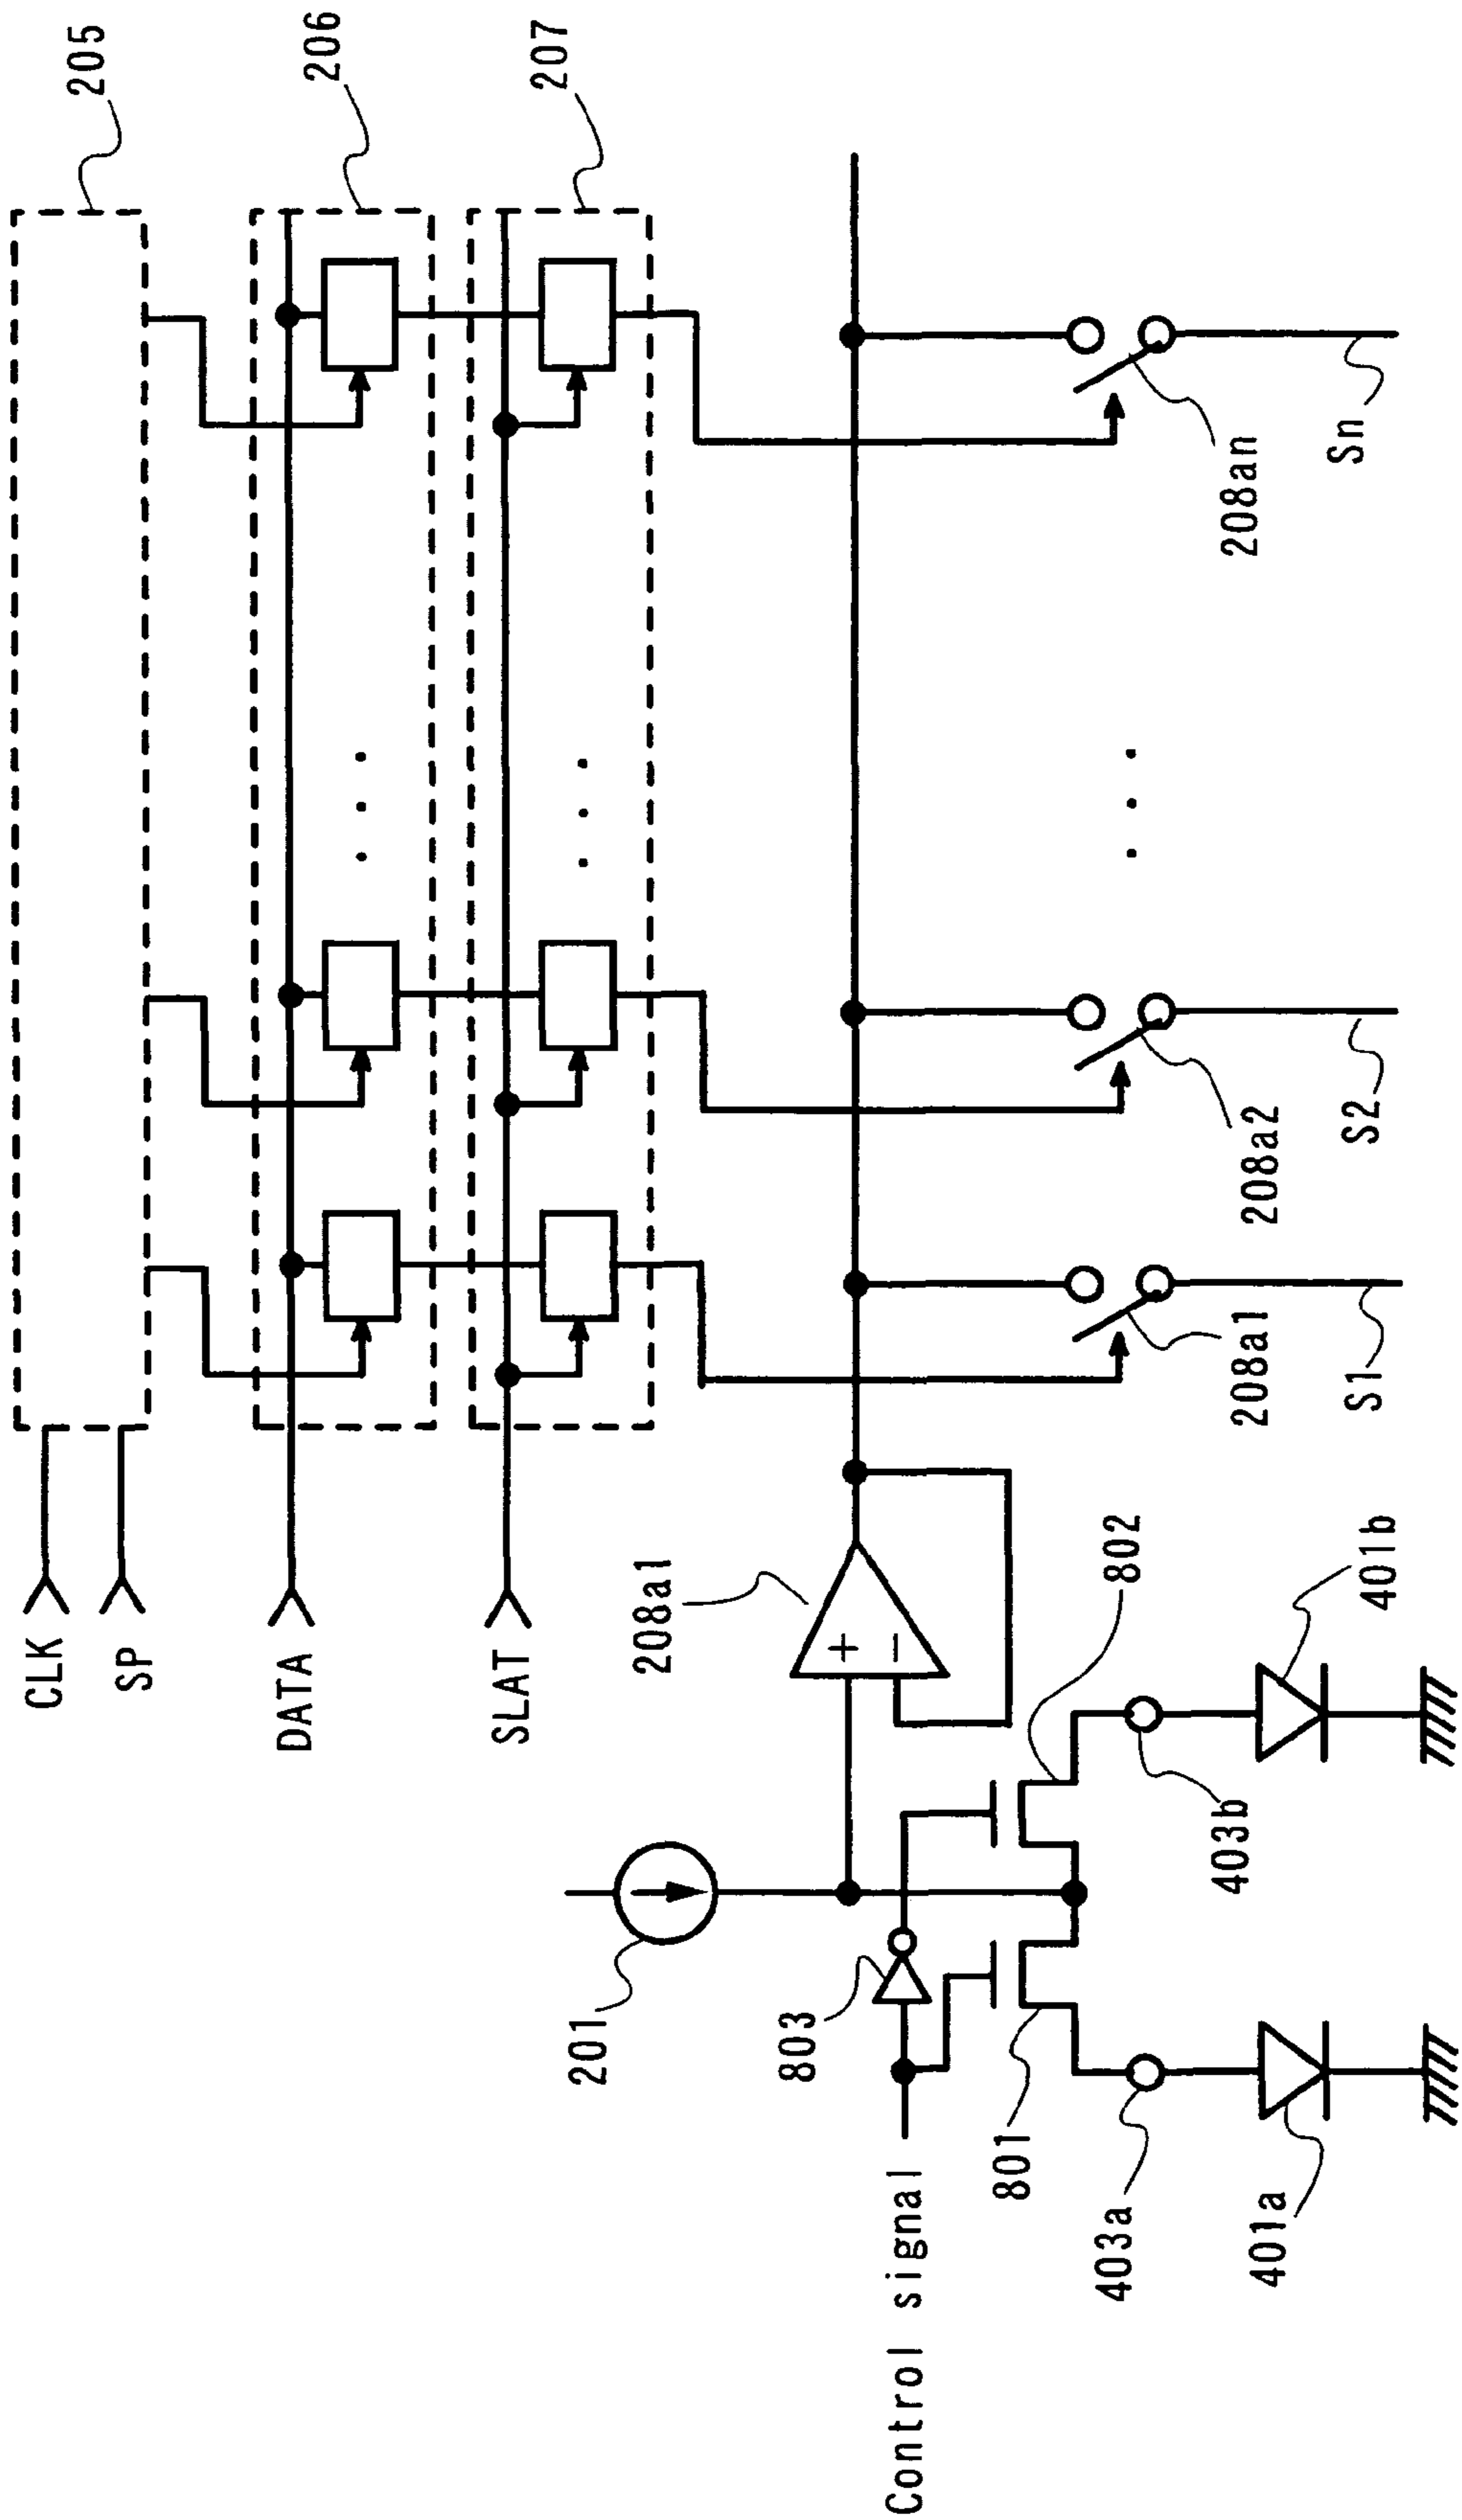 CLK
SP
DATA
SLAT
205
206
207
201
208a1
803
Control signal
801
802
403a
403b
401a
401b
208a1
208a2
208an
S1
S2
Sn
+
−